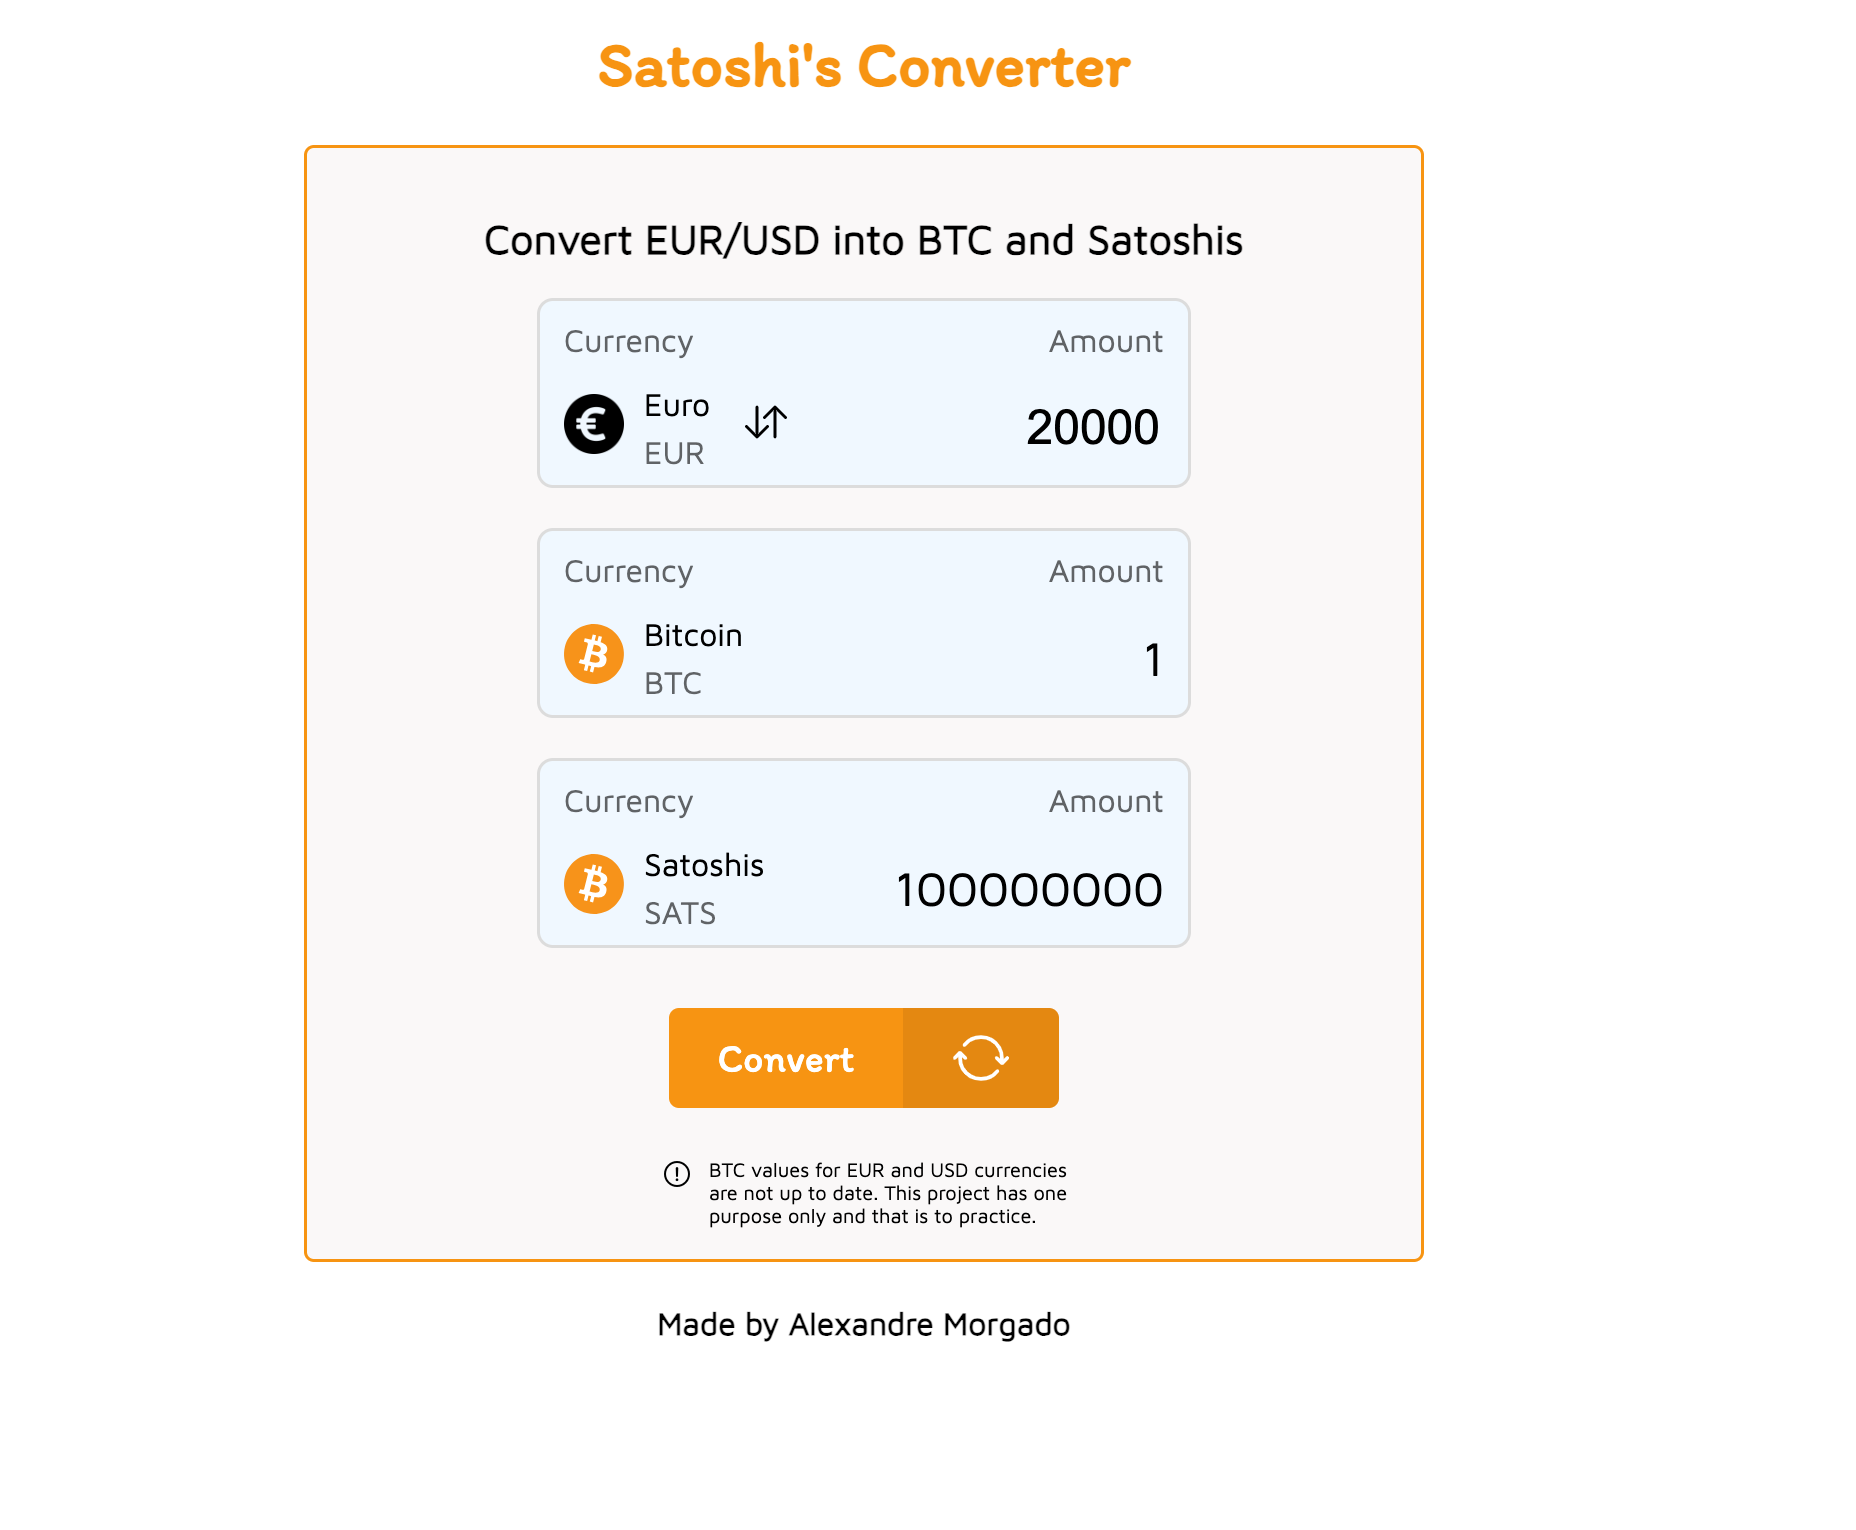 Satoshi's Converter
Convert EUR/USD into BTC and Satoshis
Currency Amount
Euro
EUR
20000
Currency Amount
Bitcoin
BTC
1
Currency Amount
Satoshis
SATS
100000000
Convert
BTC values for EUR and USD currencies
are not up to date. This project has one
purpose only and that is to practice.
Made by Alexandre Morgado